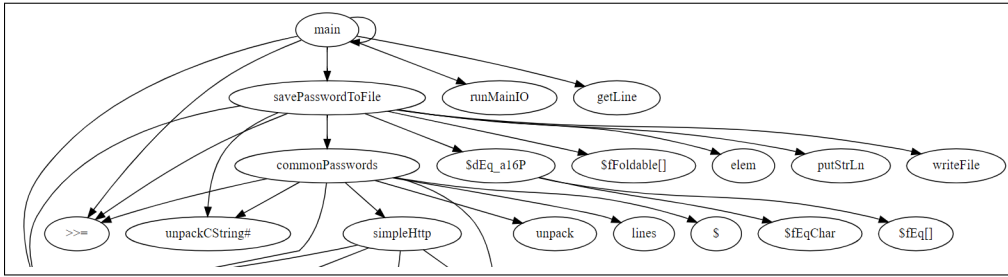 main
savePasswordToFile
runMainIO
getLine
commonPasswords
$dEq_a16P
$fFoldable[]
elem
putStrLn
writeFile
>>=
unpackCString#
simpleHttp
unpack
lines
$
$fEqChar
$fEq[]